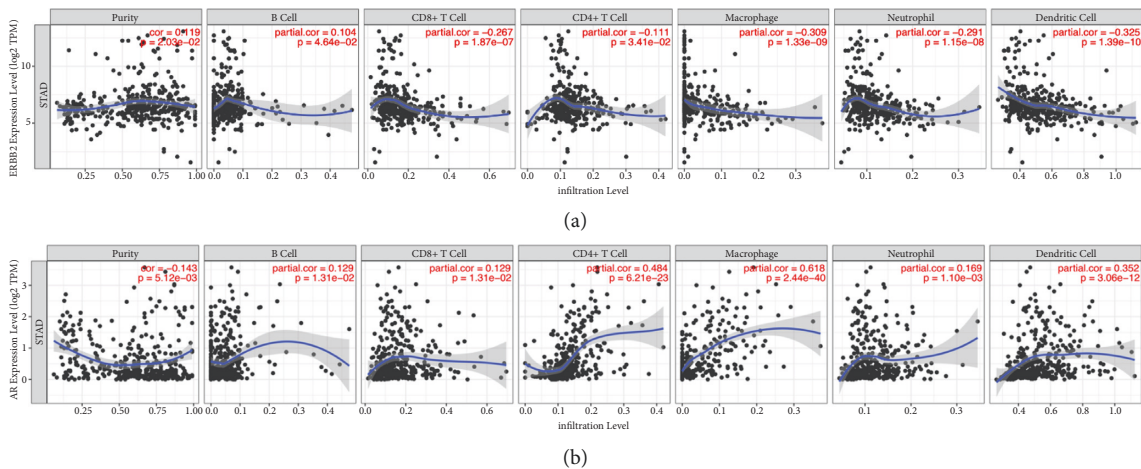 Purity B Cell CD8+ T Cell CD4+ T Cell Macrophage Neutrophil Dendritic Cell
cor = 0.119 partial.cor = 0.104 partial.cor = −0.267 partial.cor = −0.111 partial.cor = −0.309 partial.cor = −0.291 partial.cor = −0.325
p = 2.03e−02 p = 4.64e−02 p = 1.87e−07 p = 3.41e−02 p = 1.33e−09 p = 1.15e−08 p = 1.39e−10
ERBB2 Expression Level (log2 TPM)
STAD
10
5
0.25 0.50 0.75 1.00 0.0 0.1 0.2 0.3 0.4 0.0 0.2 0.4 0.6 0.0 0.1 0.2 0.3 0.4 0.0 0.1 0.2 0.3 0.1 0.2 0.3 0.4 0.6 0.8 1.0
infiltration Level
(a)
Purity B Cell CD8+ T Cell CD4+ T Cell Macrophage Neutrophil Dendritic Cell
cor = −0.143 partial.cor = 0.129 partial.cor = 0.129 partial.cor = 0.484 partial.cor = 0.618 partial.cor = 0.169 partial.cor = 0.352
p = 5.12e−03 p = 1.31e−02 p = 1.31e−02 p = 6.21e−23 p = 2.44e−40 p = 1.10e−03 p = 3.06e−12
AR Expression Level (log2 TPM)
STAD
3
2
1
0
0.25 0.50 0.75 1.00 0.0 0.1 0.2 0.3 0.4 0.0 0.2 0.4 0.6 0.0 0.1 0.2 0.3 0.4 0.0 0.1 0.2 0.3 0.1 0.2 0.3 0.4 0.6 0.8 1.0
infiltration Level
(b)